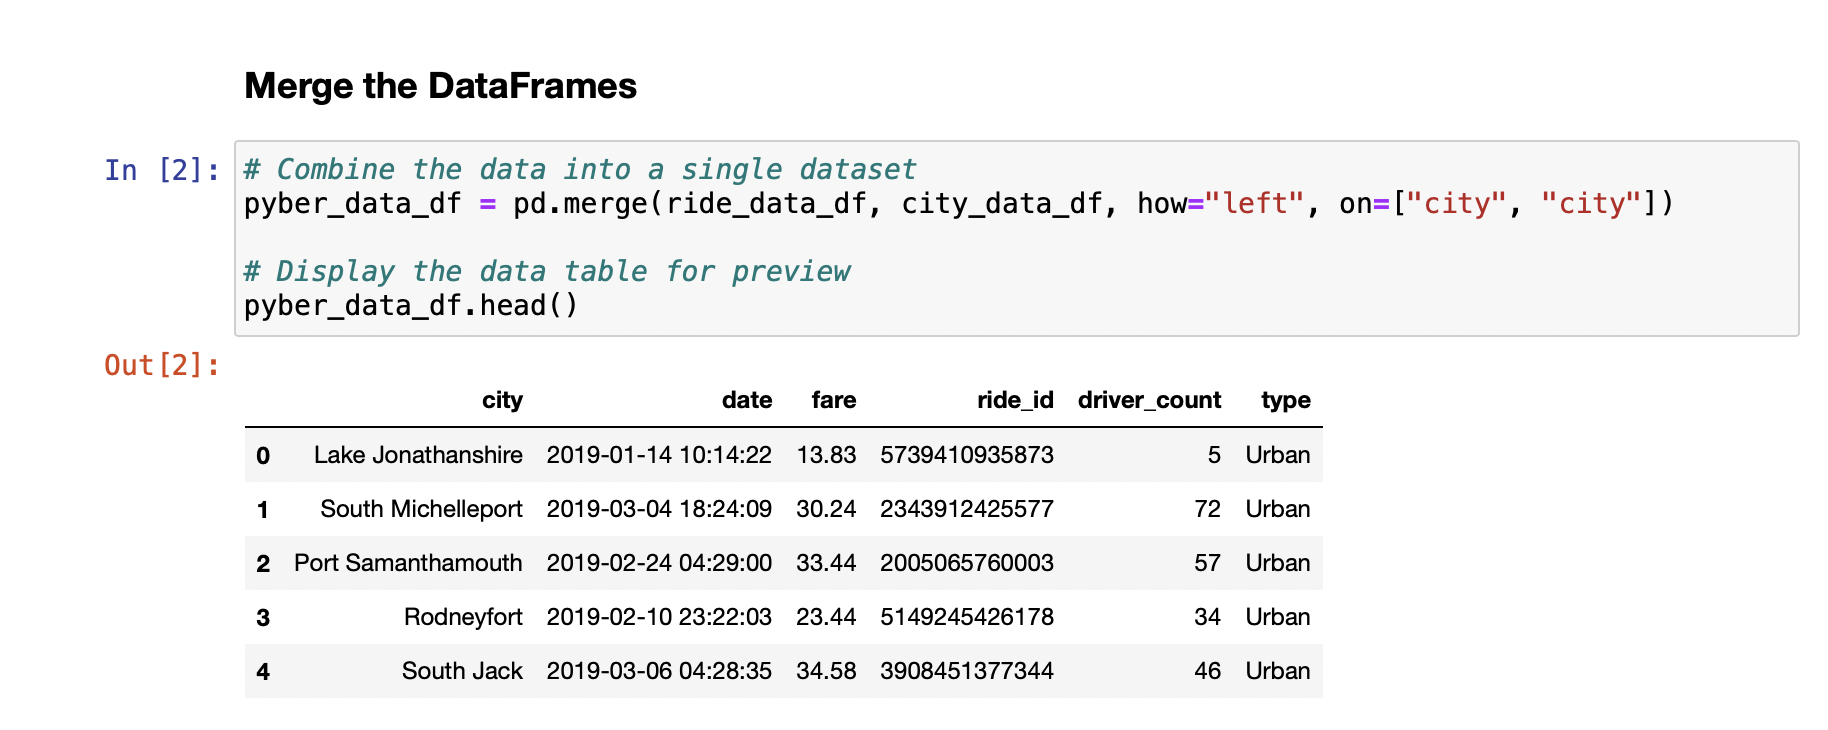 Merge the DataFrames
In [2]:
# Combine the data into a single dataset
pyber_data_df = pd.merge(ride_data_df, city_data_df, how="left", on=["city", "city"])
# Display the data table for preview
pyber_data_df.head()
Out[2]:
city date fare ride_id driver_count type
0 Lake Jonathanshire 2019-01-14 10:14:22 13.83 5739410935873 5 Urban
1 South Michelleport 2019-03-04 18:24:09 30.24 2343912425577 72 Urban
2 Port Samanthamouth 2019-02-24 04:29:00 33.44 2005065760003 57 Urban
3 Rodneyfort 2019-02-10 23:22:03 23.44 5149245426178 34 Urban
4 South Jack 2019-03-06 04:28:35 34.58 3908451377344 46 Urban